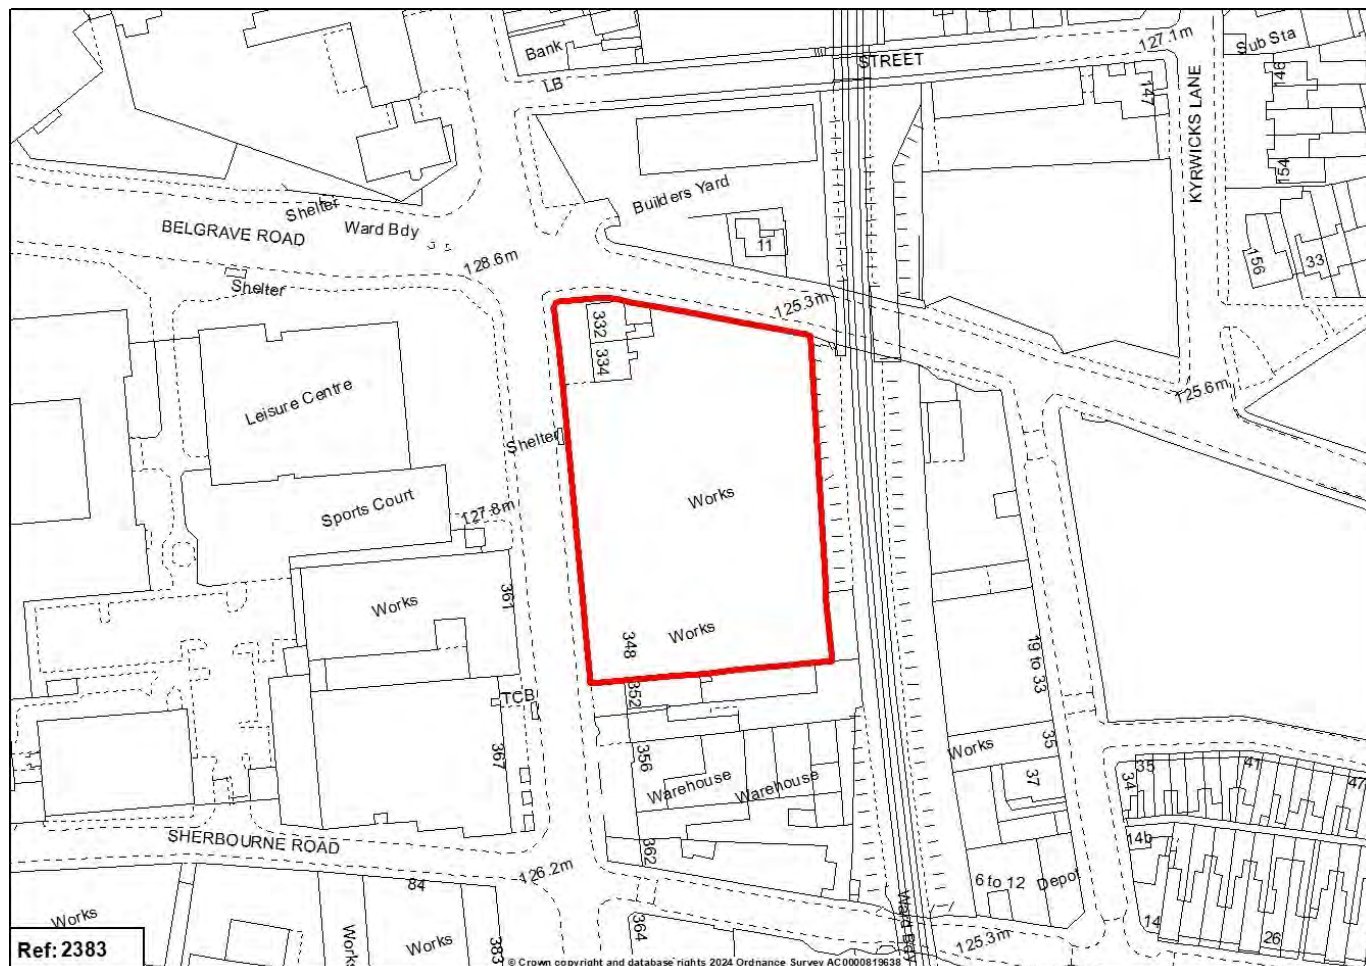 Bank
STREET
127.1m
Sub Sta
LB
146
147
KYRWICKS LANE
154
Builders Yard
Shelter
BELGRAVE ROAD
Ward Bdy
11
156
33
128.6m
Shelter
125.3m
332
334
125.6m
Leisure Centre
Shelter
Works
Sports Court
127.8m
361
Works
348
Works
19 to 33
TCB
352
367
356
Works
35
37
Warehouse
Warehouse
34
35
41
47
SHERBOURNE ROAD
362
14b
126.2m
84
6 to 12
Depot
Works
Works
Works
383
364
Ward Bdy
125.3m
14
26
Ref: 2383
© Crown copyright and database rights 2024 Ordnance Survey AC0000819638